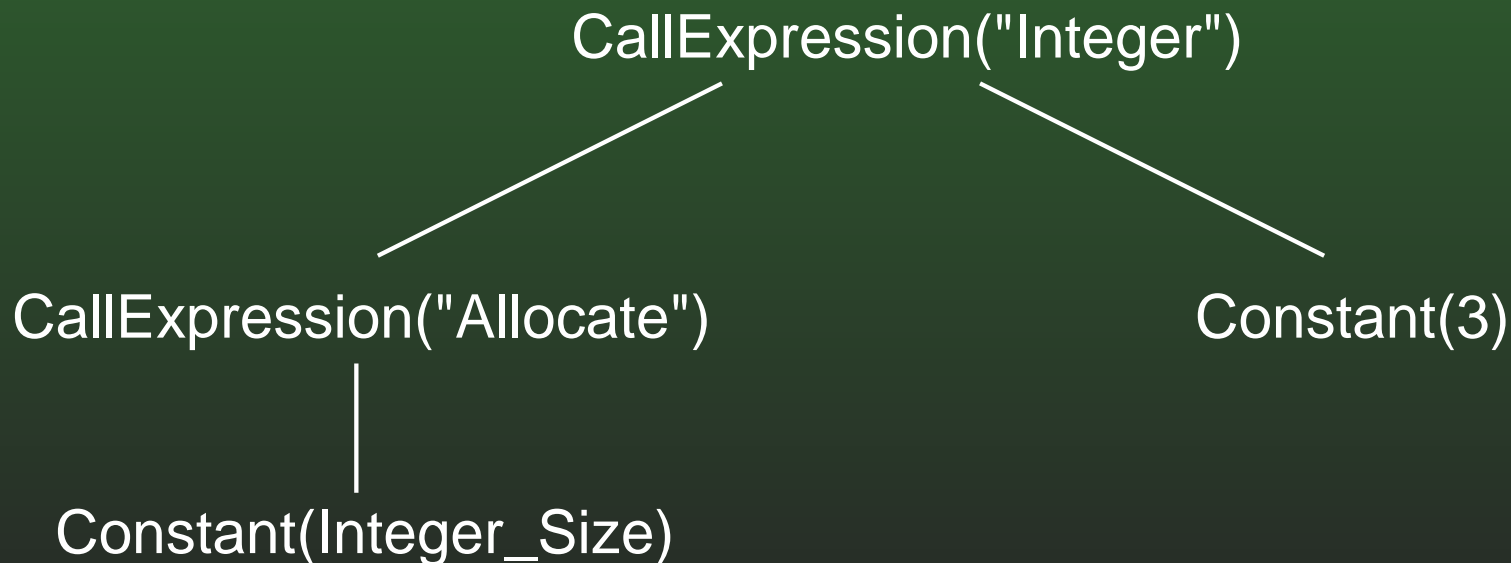 CallExpression("Integer")
CallExpression("Allocate") Constant(3)
Constant(Integer_Size)